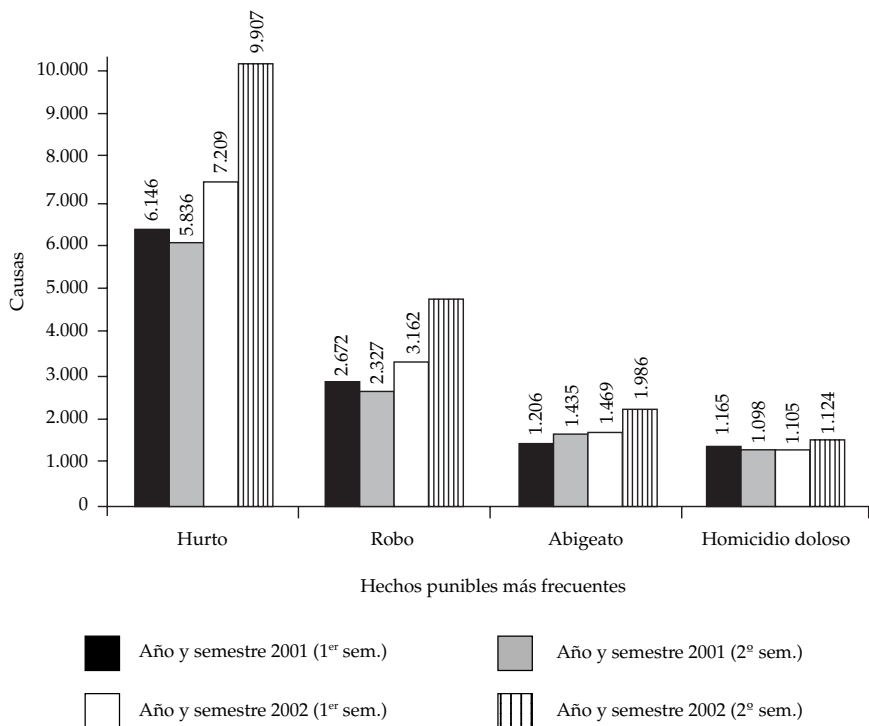 10.000
9.000
8.000
7.000
6.000
5.000
4.000
3.000
2.000
1.000
0
Causas
6.146
5.836
7.209
9.907
2.672
2.327
3.162
1.206
1.435
1.469
1.986
1.165
1.098
1.105
1.124
Hurto
Robo
Abigeato
Homicidio doloso
Hechos punibles más frecuentes
Año y semestre 2001 (1er sem.)
Año y semestre 2001 (2º sem.)
Año y semestre 2002 (1er sem.)
Año y semestre 2002 (2º sem.)